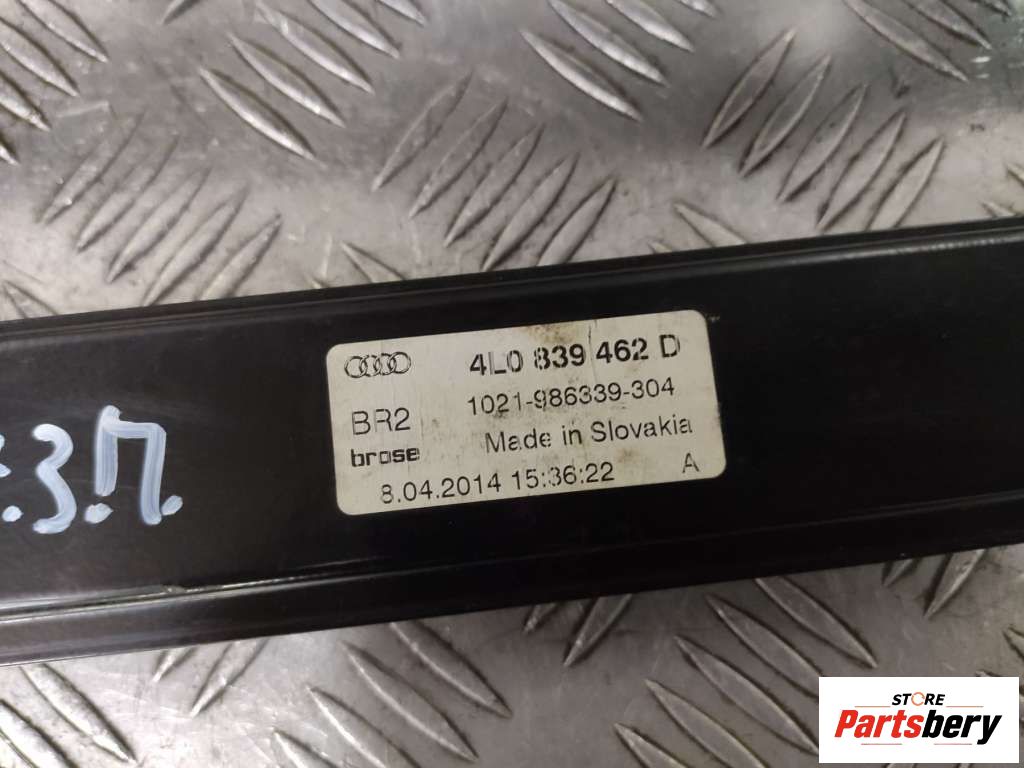 4L0 839 462 D
BR2
1021-986339-304
brose
Made in Slovakia
8.04.2014 15:36:22
A
.З.П.
STORE
Partsbery